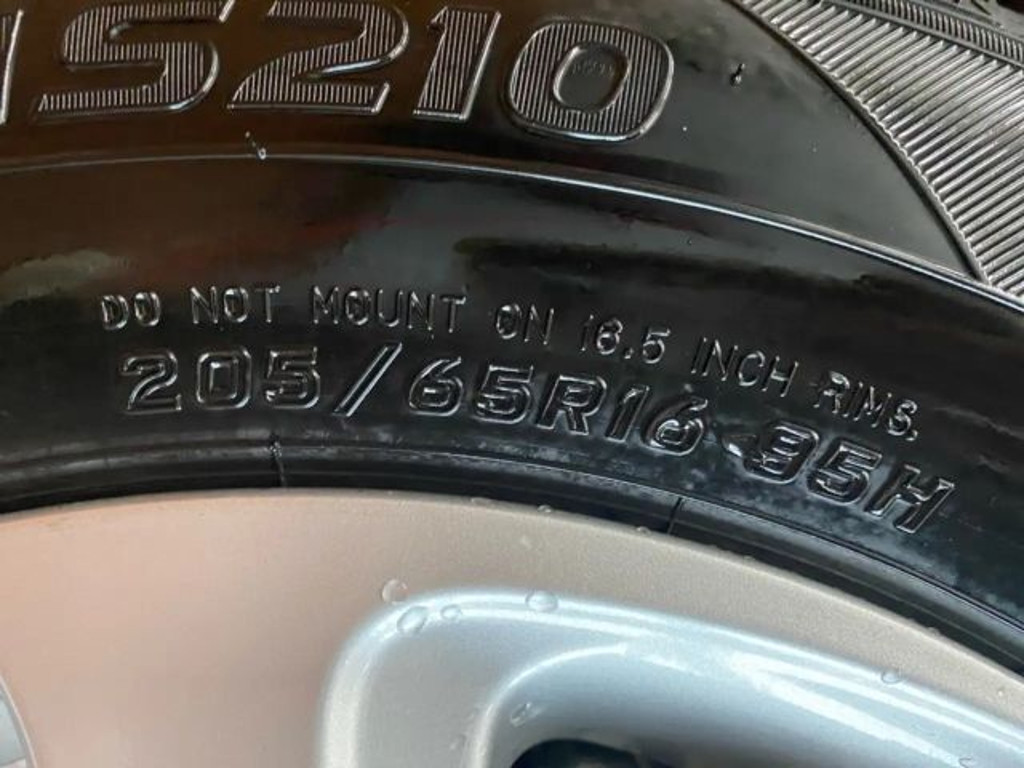 S210
DO NOT MOUNT ON 16.5 INCH RIMS.
205/65R16 95H